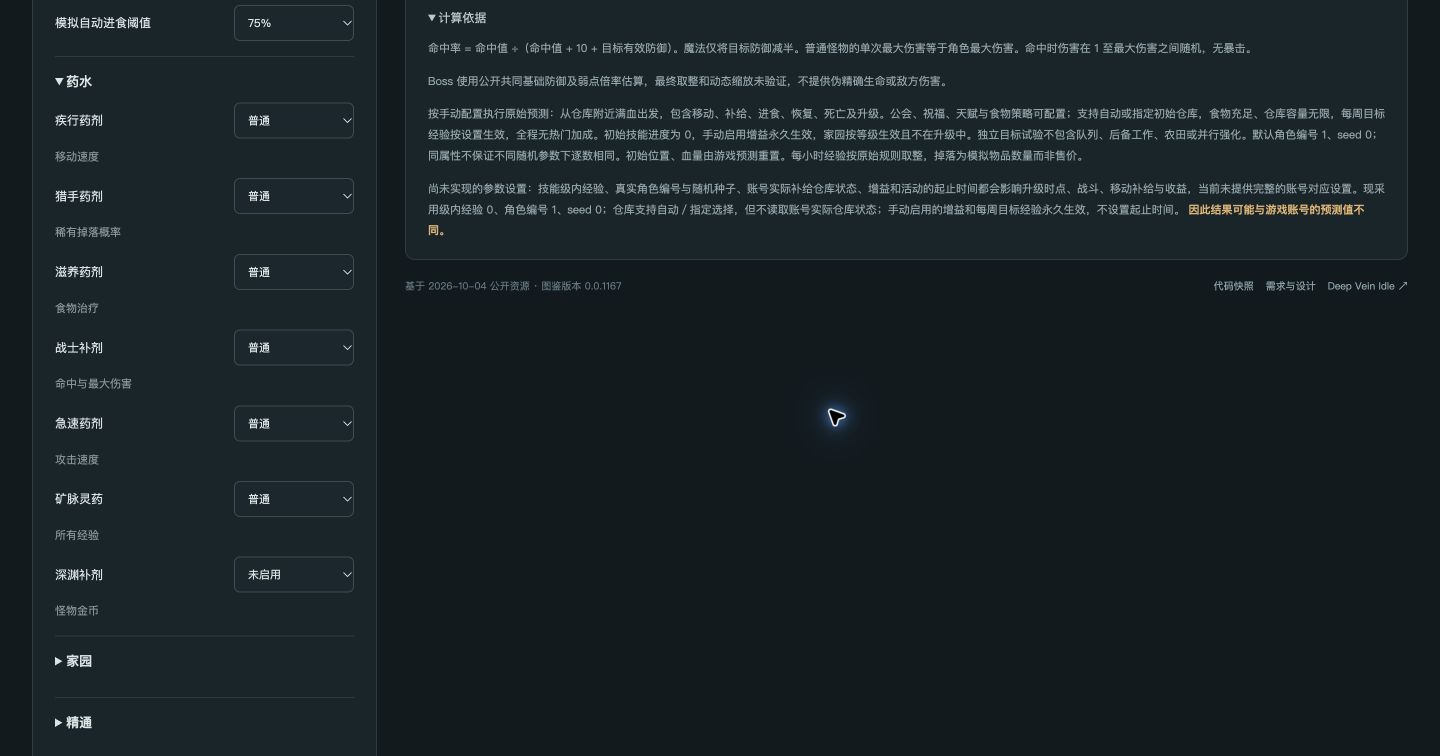 模拟自动进食阈值
75%
药水
疾行药剂
普通
移动速度
猎手药剂
普通
稀有掉落概率
滋养药剂
普通
食物治疗
战士补剂
普通
命中与最大伤害
急速药剂
普通
攻击速度
矿脉灵药
普通
所有经验
深渊补剂
未启用
怪物金币
家园
精通
计算依据
命中率 = 命中值 ÷（命中值 + 10 + 目标有效防御）。魔法仅将目标防御减半。普通怪物的单次最大伤害等于角色最大伤害。命中时伤害在 1 至最大伤害之间随机，无暴击。
Boss 使用公开共同基础防御及弱点倍率估算，最终取整和动态缩放未验证，不提供伪精确生命或敌方伤害。
按手动配置执行原始预测：从仓库附近满血出发，包含移动、补给、进食、恢复、死亡及升级。公会、祝福、天赋与食物策略可配置；支持自动或指定初始仓库，食物充足、仓库容量无限，每周目标
经验按设置生效，全程无热门加成。初始技能进度为 0，手动启用增益永久生效，家园按等级生效且不在升级中。独立目标试验不包含队列、后备工作、农田或并行强化。默认角色编号 1、seed 0；
同属性不保证不同随机参数下逐数相同。初始位置、血量由游戏预测重置。每小时经验按原始规则取整，掉落为模拟物品数量而非售价。
尚未实现的参数设置：技能级内经验、真实角色编号与随机种子、账号实际补给仓库状态、增益和活动的起止时间都会影响升级时点、战斗、移动补给与收益，当前未提供完整的账号对应设置。现采
用级内经验 0、角色编号 1、seed 0；仓库支持自动 / 指定选择，但不读取账号实际仓库状态；手动启用的增益和每周目标经验永久生效，不设置起止时间。 因此结果可能与游戏账号的预测值不
同。
基于 2026-10-04 公开资源 · 图鉴版本 0.0.1167
代码快照 需求与设计 Deep Vein Idle ↗